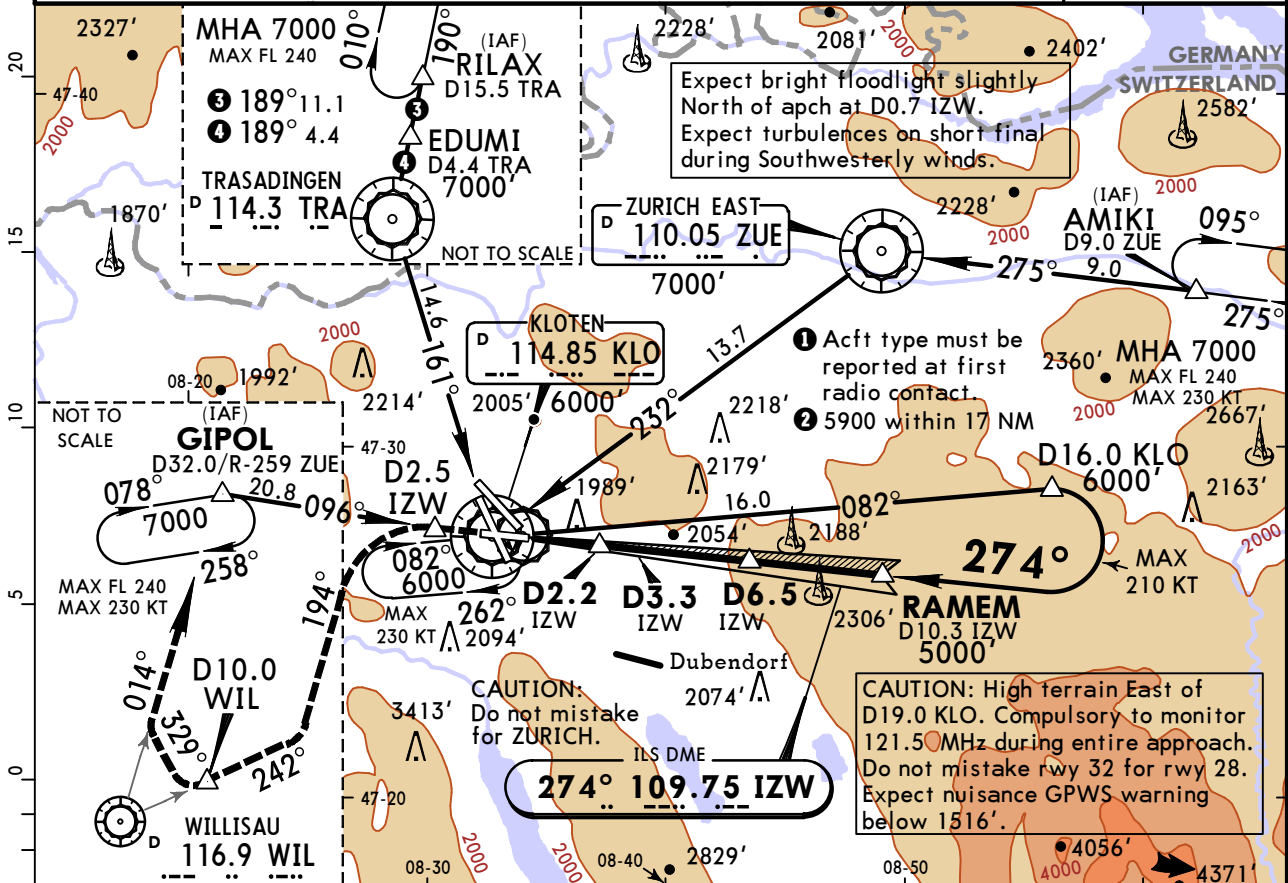 2327'
MHA 7000
MAX FL 240
❸ 189° 11.1
❹ 189° 4.4
010°
190°
(IAF)
RILAX
D15.5 TRA
❸
EDUMI
D4.4 TRA
7000'
❹
TRASADINGEN
D 114.3 TRA
NOT TO SCALE
2228'
2081'
2000
2402'
GERMANY
SWITZERLAND
2582'
2000
Expect bright floodlight slightly
North of apch at D0.7 IZW.
Expect turbulences on short final
during Southwesterly winds.
20
47-40
2000
1870'
15
ZURICH EAST
D 110.05 ZUE
7000'
2228'
2000
(IAF)
AMIKI
D9.0 ZUE
095°
275°
9.0
275°
14.6
161°
2000
KLOTEN
D 114.85 KLO
6000'
13.7
232°
❶ Acft type must be
reported at first
radio contact.
❷ 5900 within 17 NM
2360'
2000
MHA 7000
MAX FL 240
MAX 230 KT
2667'
08-20
1992'
2214'
2005'
2218'
10
NOT TO
SCALE
(IAF)
GIPOL
D32.0/R-259 ZUE
078°
7000
20.8
096°
258°
MAX FL 240
MAX 230 KT
47-30
D2.5
IZW
1989'
2179'
2054'
16.0
082°
2188'
D16.0 KLO
6000'
2163'
2000
082°
6000
262°
MAX
230 KT
2094'
D2.2
IZW
D3.3
IZW
D6.5
IZW
2306'
274°
MAX
210 KT
RAMEM
D10.3 IZW
5000'
5
194°
014°
D10.0
WIL
329°
242°
Dubendorf
2074'
CAUTION:
Do not mistake
for ZURICH.
3413'
ILS DME
274° 109.75 IZW
CAUTION: High terrain East of
D19.0 KLO. Compulsory to monitor
121.5 MHz during entire approach.
Do not mistake rwy 32 for rwy 28.
Expect nuisance GPWS warning
below 1516'.
0
47-20
D
WILLISAU
116.9 WIL
08-30
2000
2000
08-40
2829'
08-50
4056'
4000
4371'